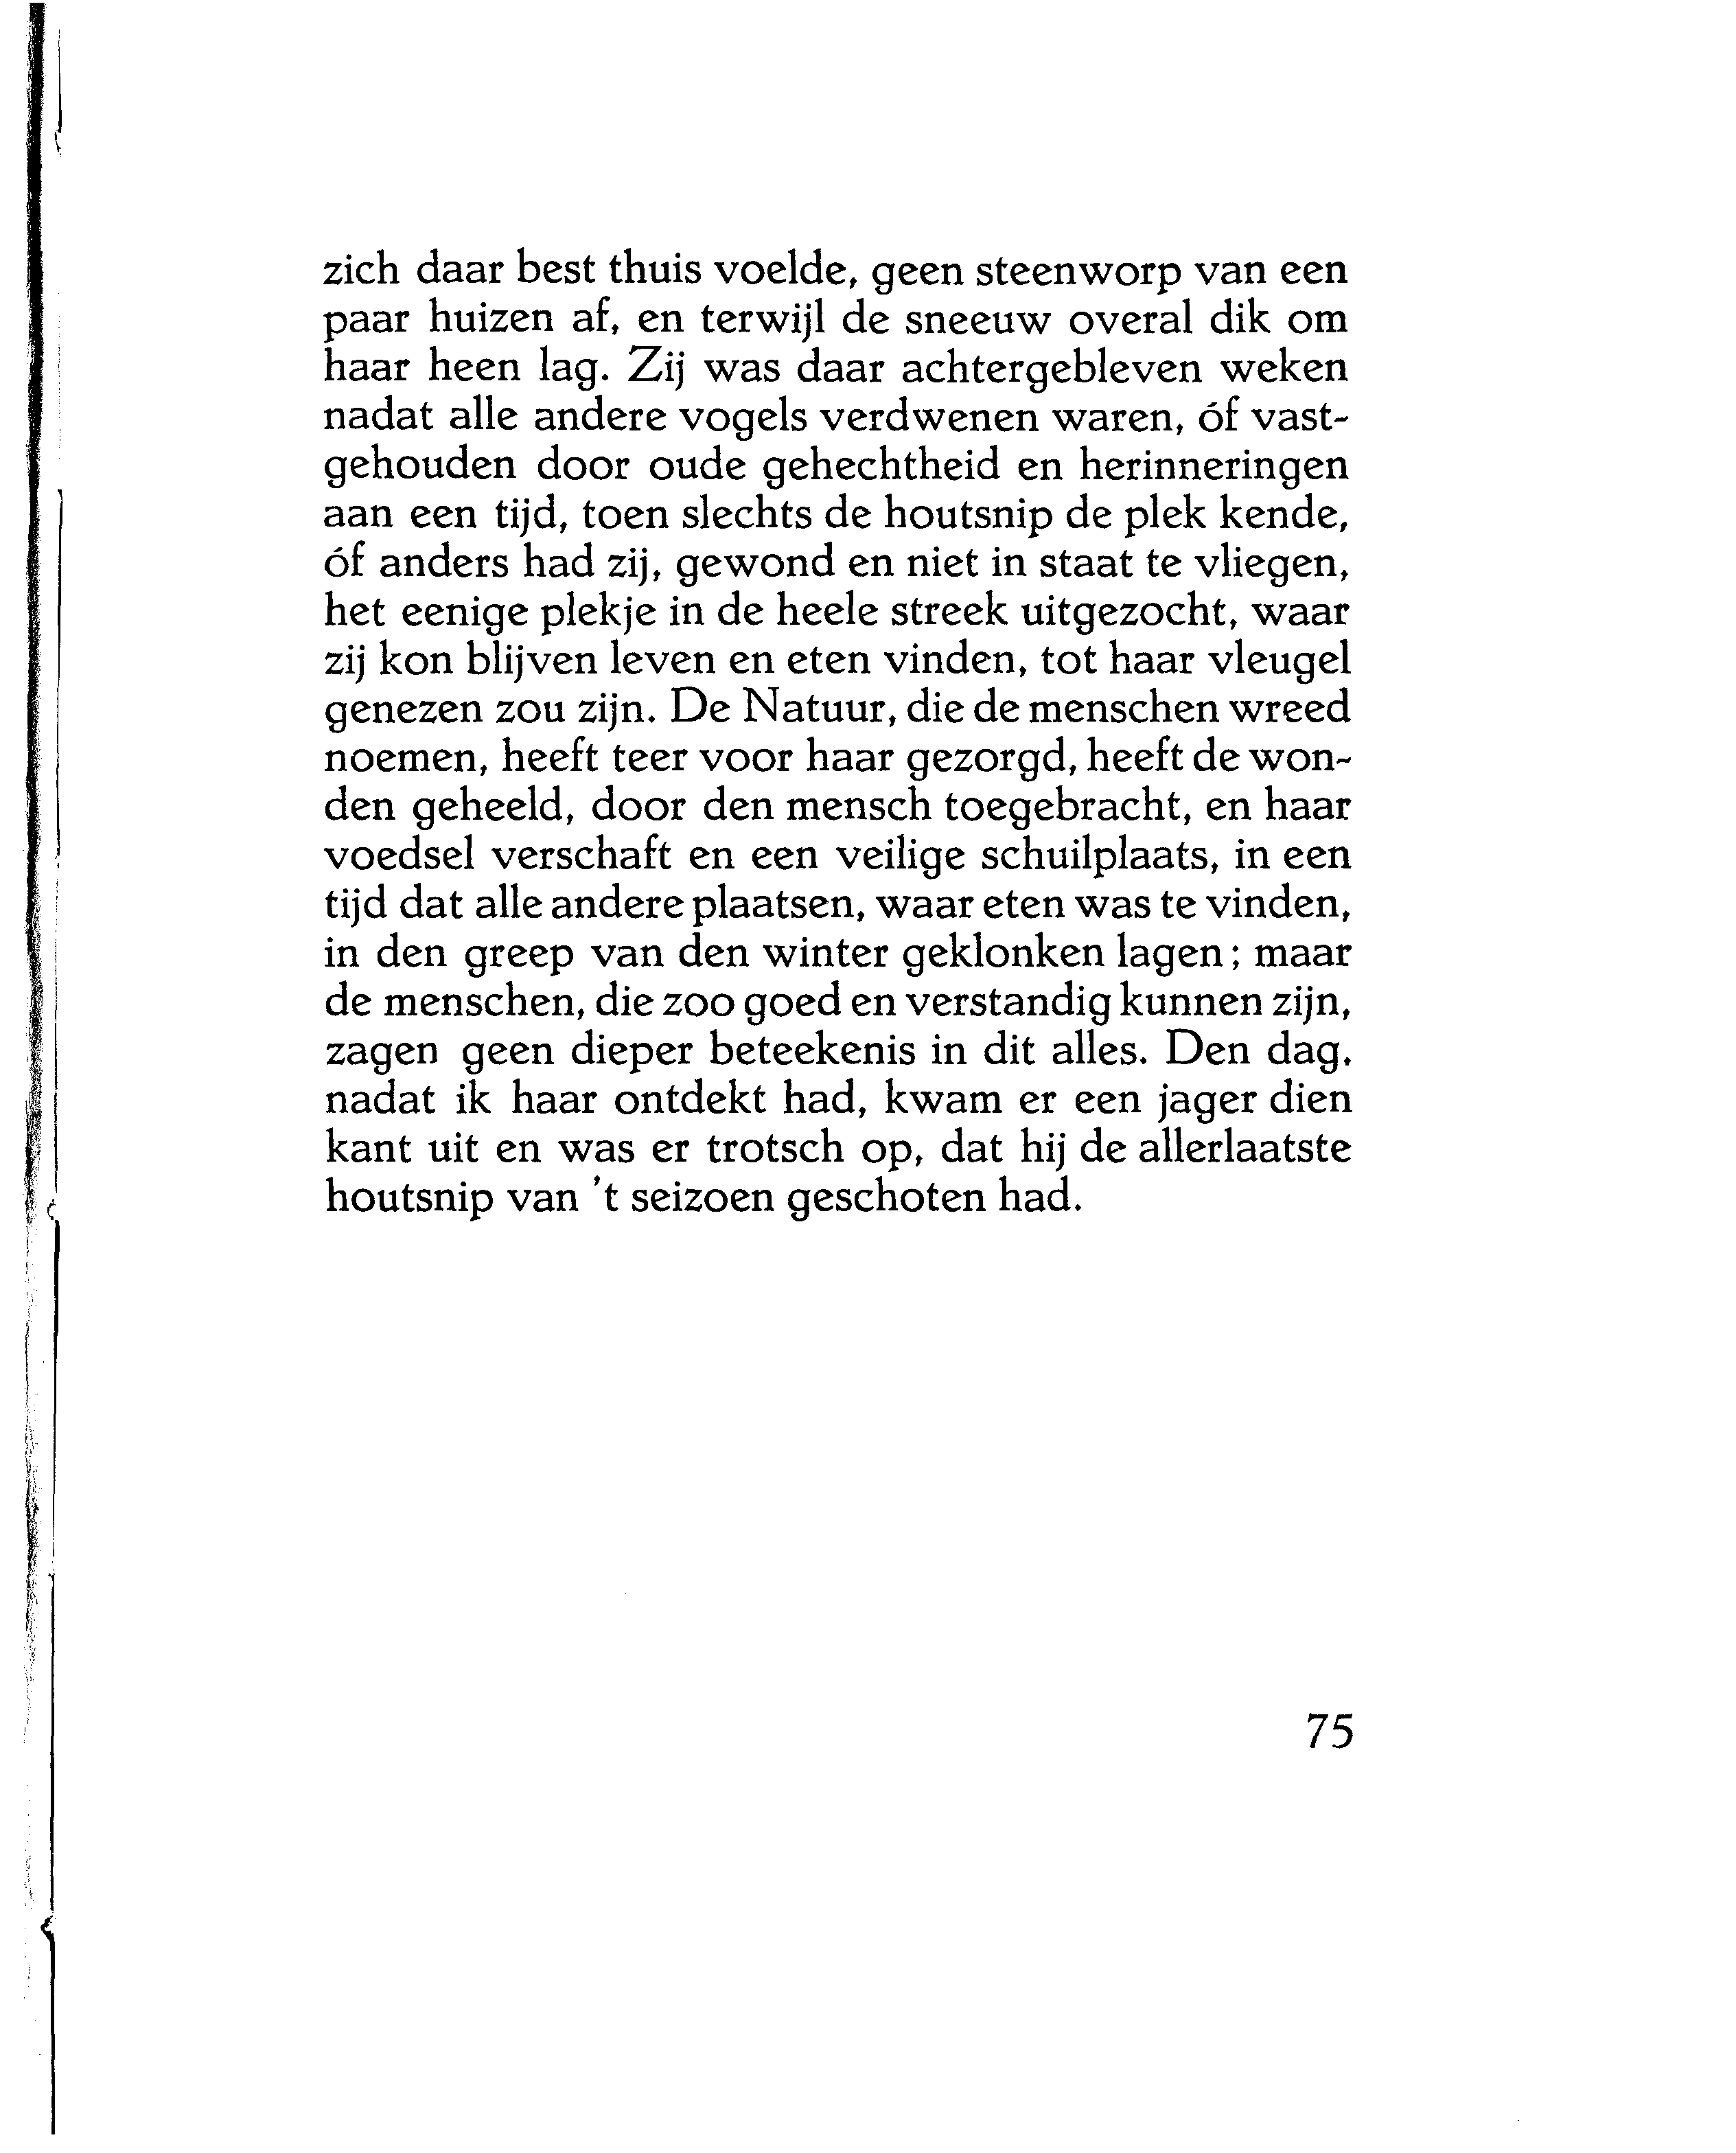 zich daar best thuis voelde, geen steenworp van een
paar huizen af, en terwijl de sneeuw overal dik om
haar heen lag. Zij was daar achtergebleven weken
nadat alle andere vogels verdwenen waren, óf vast-
gehouden door oude gehechtheid en herinneringen
aan een tijd, toen slechts de houtsnip de plek kende,
óf anders had zij, gewond en niet in staat te vliegen,
het eenige plekje in de heele streek uitgezocht, waar
zij kon blijven leven en eten vinden, tot haar vleugel
genezen zou zijn. De Natuur, die de menschen wreed
noemen, heeft teer voor haar gezorgd, heeft de won-
den geheeld, door den mensch toegebracht, en haar
voedsel verschaft en een veilige schuilplaats, in een
tijd dat alle andere plaatsen, waar eten was te vinden,
in den greep van den winter geklonken lagen; maar
de menschen, die zoo goed en verstandig kunnen zijn,
zagen geen dieper beteekenis in dit alles. Den dag,
nadat ik haar ontdekt had, kwam er een jager dien
kant uit en was er trotsch op, dat hij de allerlaatste
houtsnip van 't seizoen geschoten had.
75